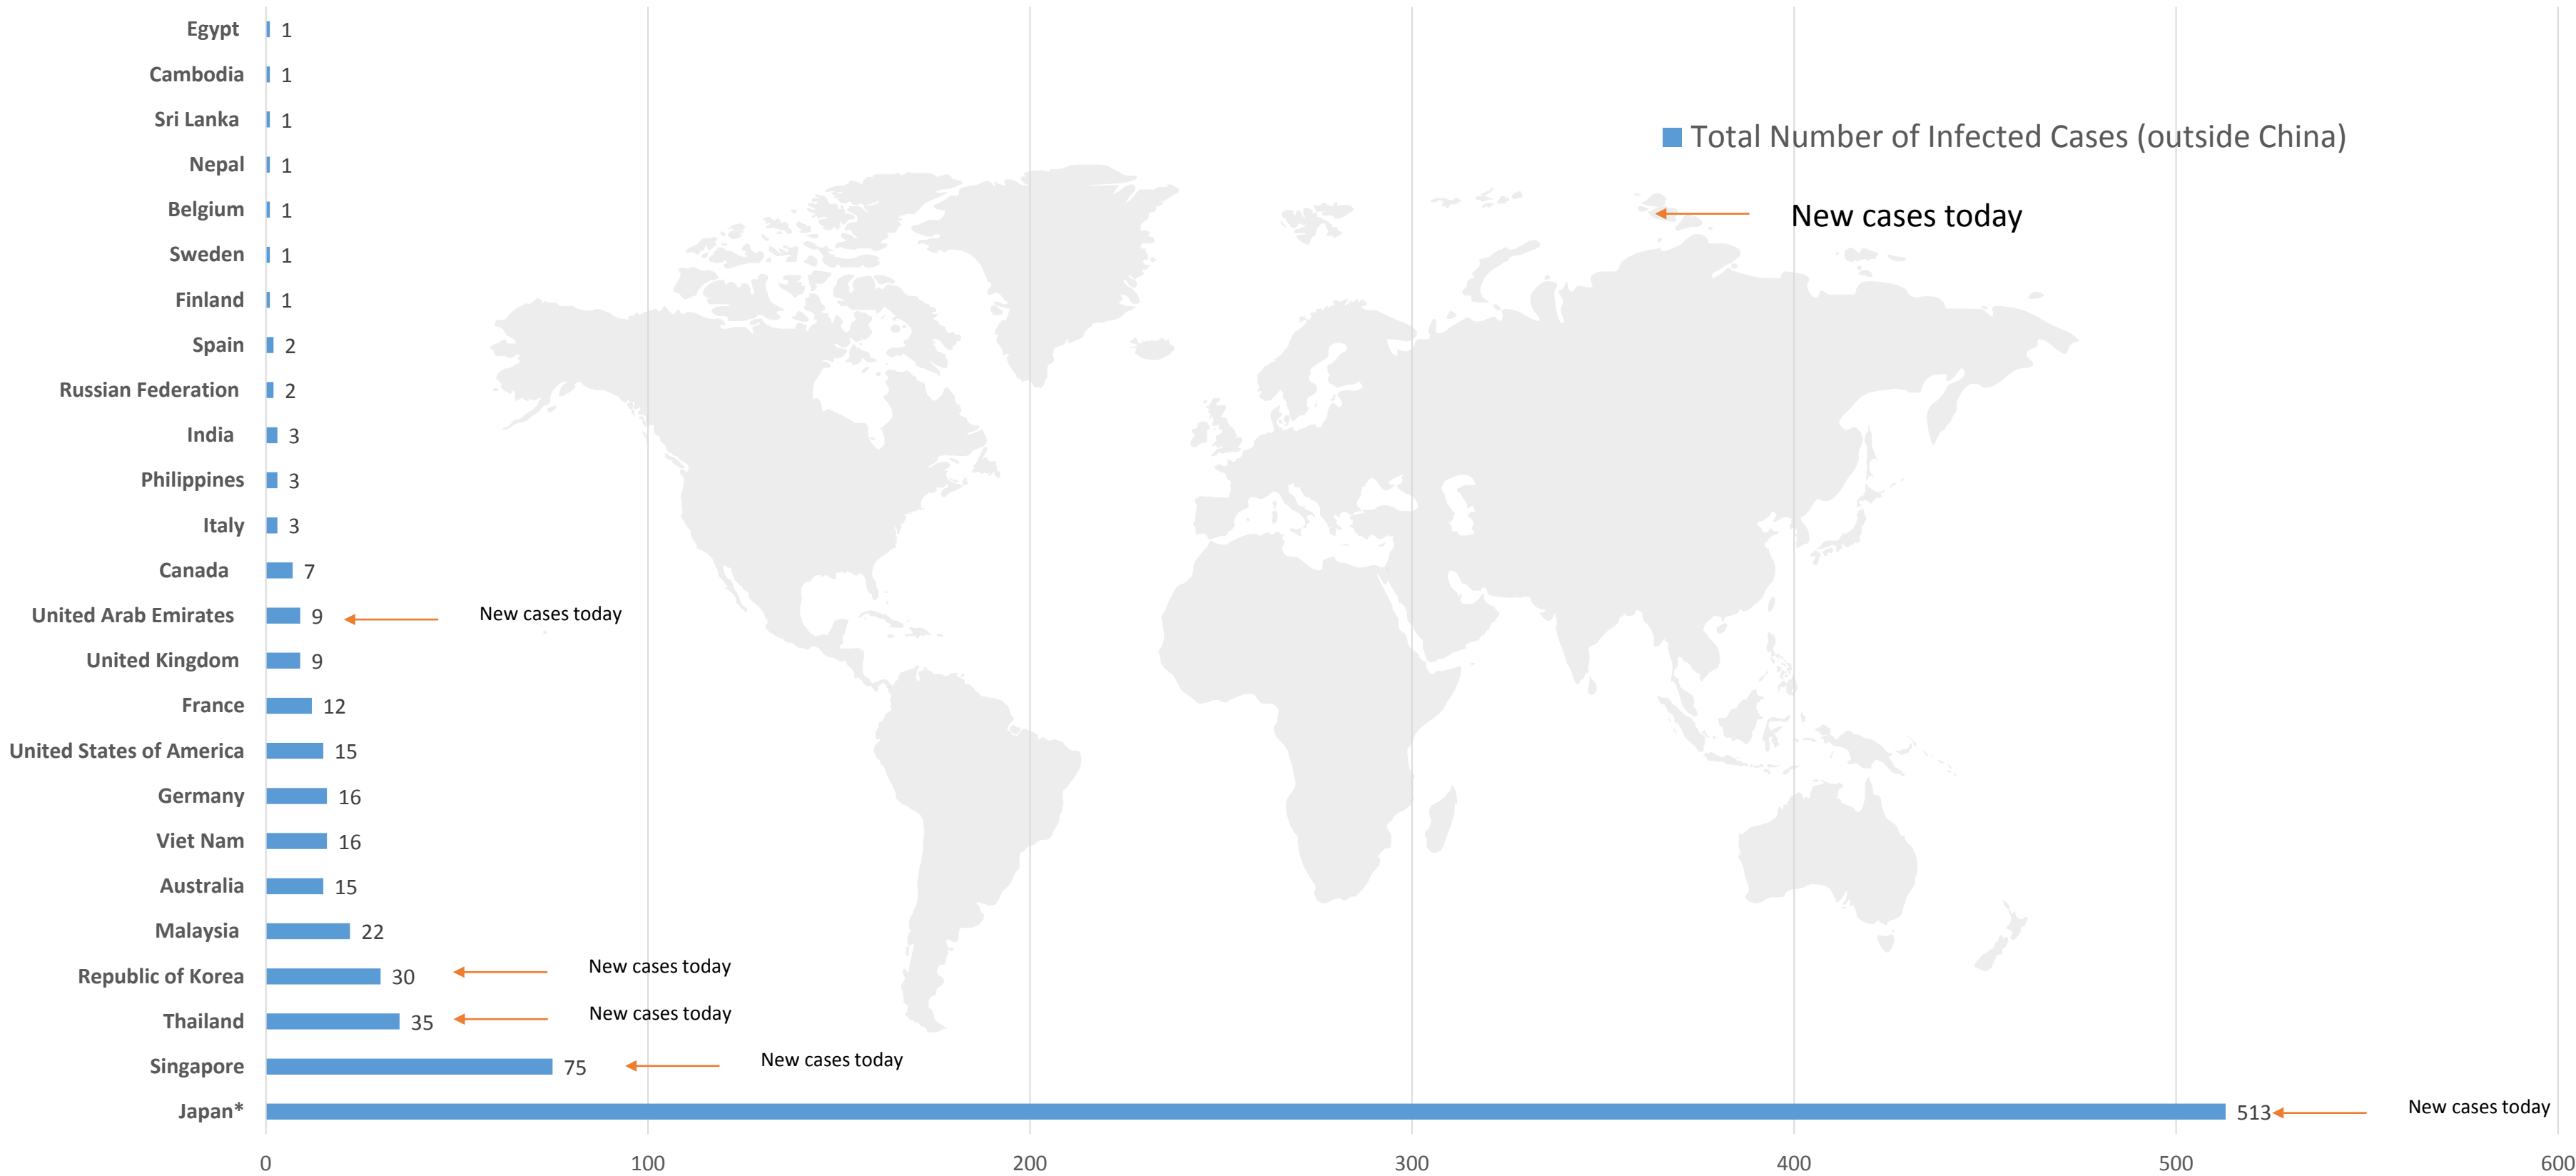 Egypt 1
Cambodia 1
Sri Lanka 1
Total Number of Infected Cases (outside China)
Nepal 1
Belgium 1
New cases today
Sweden 1
Finland 1
Spain 2
Russian Federation 2
India 3
Philippines 3
Italy 3
Canada 7
United Arab Emirates 9 New cases today
United Kingdom 9
France 12
United States of America 15
Germany 16
Viet Nam 16
Australia 15
Malaysia 22
Republic of Korea 30 New cases today
Thailand 35 New cases today
Singapore 75 New cases today
Japan* 513 New cases today
0 100 200 300 400 500 600